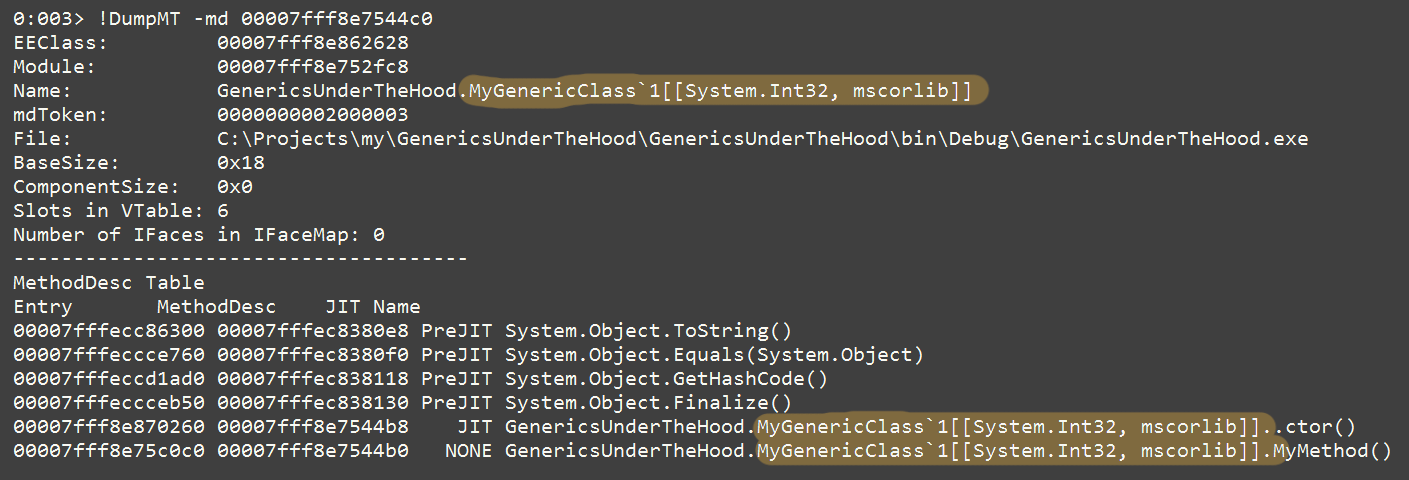 0:003> !DumpMT -md 00007fff8e7544c0
EEClass:         00007fff8e862628
Module:          00007fff8e752fc8
Name:            GenericsUnderTheHood.MyGenericClass`1[[System.Int32, mscorlib]]
mdToken:         0000000002000003
File:            C:\Projects\my\GenericsUnderTheHood\GenericsUnderTheHood\bin\Debug\GenericsUnderTheHood.exe
BaseSize:        0x18
ComponentSize:   0x0
Slots in VTable: 6
Number of IFaces in IFaceMap: 0
--------------------------------------
MethodDesc Table
Entry       MethodDesc    JIT Name
00007fffecc86300 00007fffec8380e8 PreJIT System.Object.ToString()
00007fffeccce760 00007fffec8380f0 PreJIT System.Object.Equals(System.Object)
00007fffeccd1ad0 00007fffec838118 PreJIT System.Object.GetHashCode()
00007fffeccceb50 00007fffec838130 PreJIT System.Object.Finalize()
00007fff8e870260 00007fff8e7544b8    JIT GenericsUnderTheHood.MyGenericClass`1[[System.Int32, mscorlib]]..ctor()
00007fff8e75c0c0 00007fff8e7544b0   NONE GenericsUnderTheHood.MyGenericClass`1[[System.Int32, mscorlib]].MyMethod()